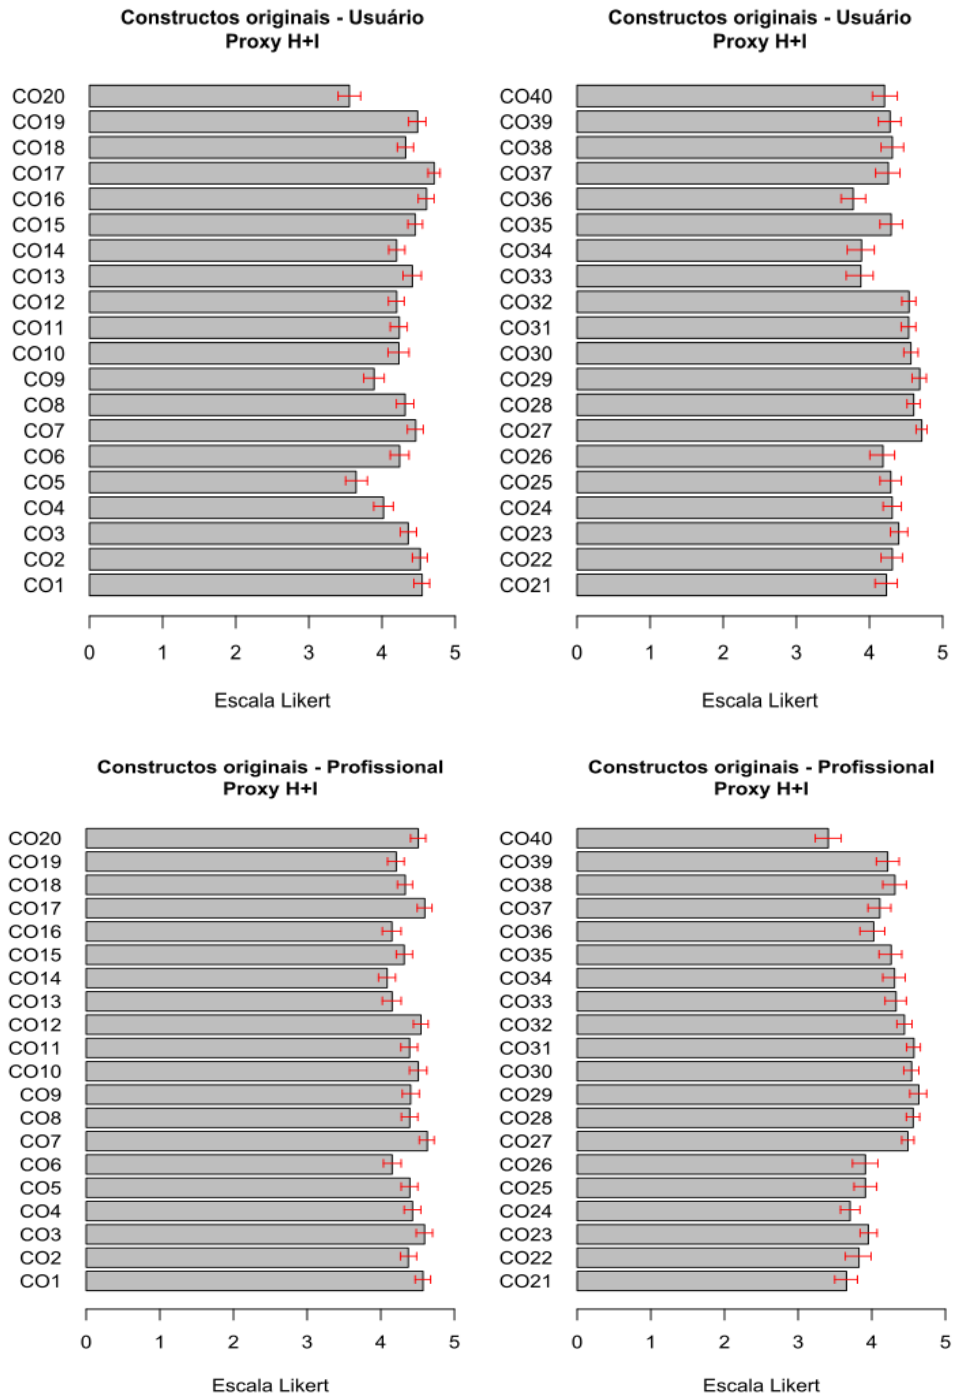 Constructos originais - Usuário
Proxy H+I
CO20
CO19
CO18
CO17
CO16
CO15
CO14
CO13
CO12
CO11
CO10
CO9
CO8
CO7
CO6
CO5
CO4
CO3
CO2
CO1
0 1 2 3 4 5
Escala Likert
Constructos originais - Usuário
Proxy H+I
CO40
CO39
CO38
CO37
CO36
CO35
CO34
CO33
CO32
CO31
CO30
CO29
CO28
CO27
CO26
CO25
CO24
CO23
CO22
CO21
0 1 2 3 4 5
Escala Likert
Constructos originais - Profissional
Proxy H+I
CO20
CO19
CO18
CO17
CO16
CO15
CO14
CO13
CO12
CO11
CO10
CO9
CO8
CO7
CO6
CO5
CO4
CO3
CO2
CO1
0 1 2 3 4 5
Escala Likert
Constructos originais - Profissional
Proxy H+I
CO40
CO39
CO38
CO37
CO36
CO35
CO34
CO33
CO32
CO31
CO30
CO29
CO28
CO27
CO26
CO25
CO24
CO23
CO22
CO21
0 1 2 3 4 5
Escala Likert